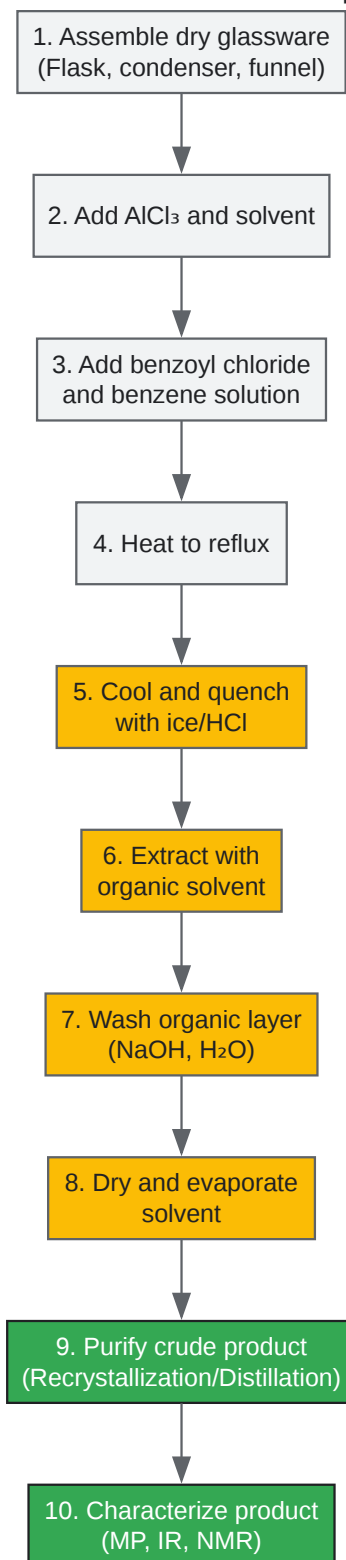 1. Assemble dry glassware
(Flask, condenser, funnel)
2. Add AlCl₃ and solvent
3. Add benzoyl chloride
and benzene solution
4. Heat to reflux
5. Cool and quench
with ice/HCl
6. Extract with
organic solvent
7. Wash organic layer
(NaOH, H₂O)
8. Dry and evaporate
solvent
9. Purify crude product
(Recrystallization/Distillation)
10. Characterize product
(MP, IR, NMR)